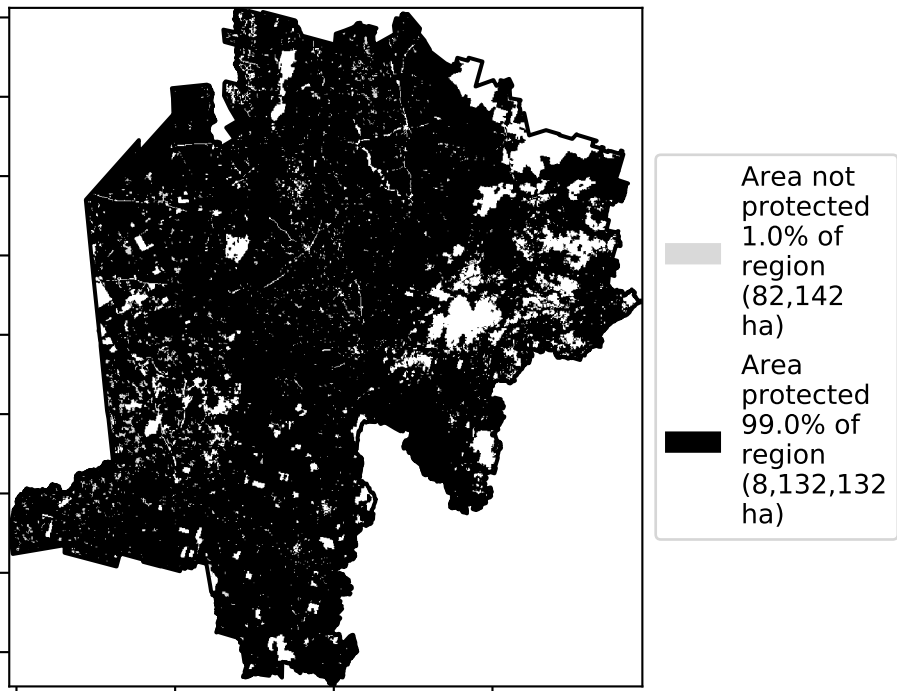 Area not
protected
1.0% of
region
(82,142
ha)
Area
protected
99.0% of
region
(8,132,132
ha)